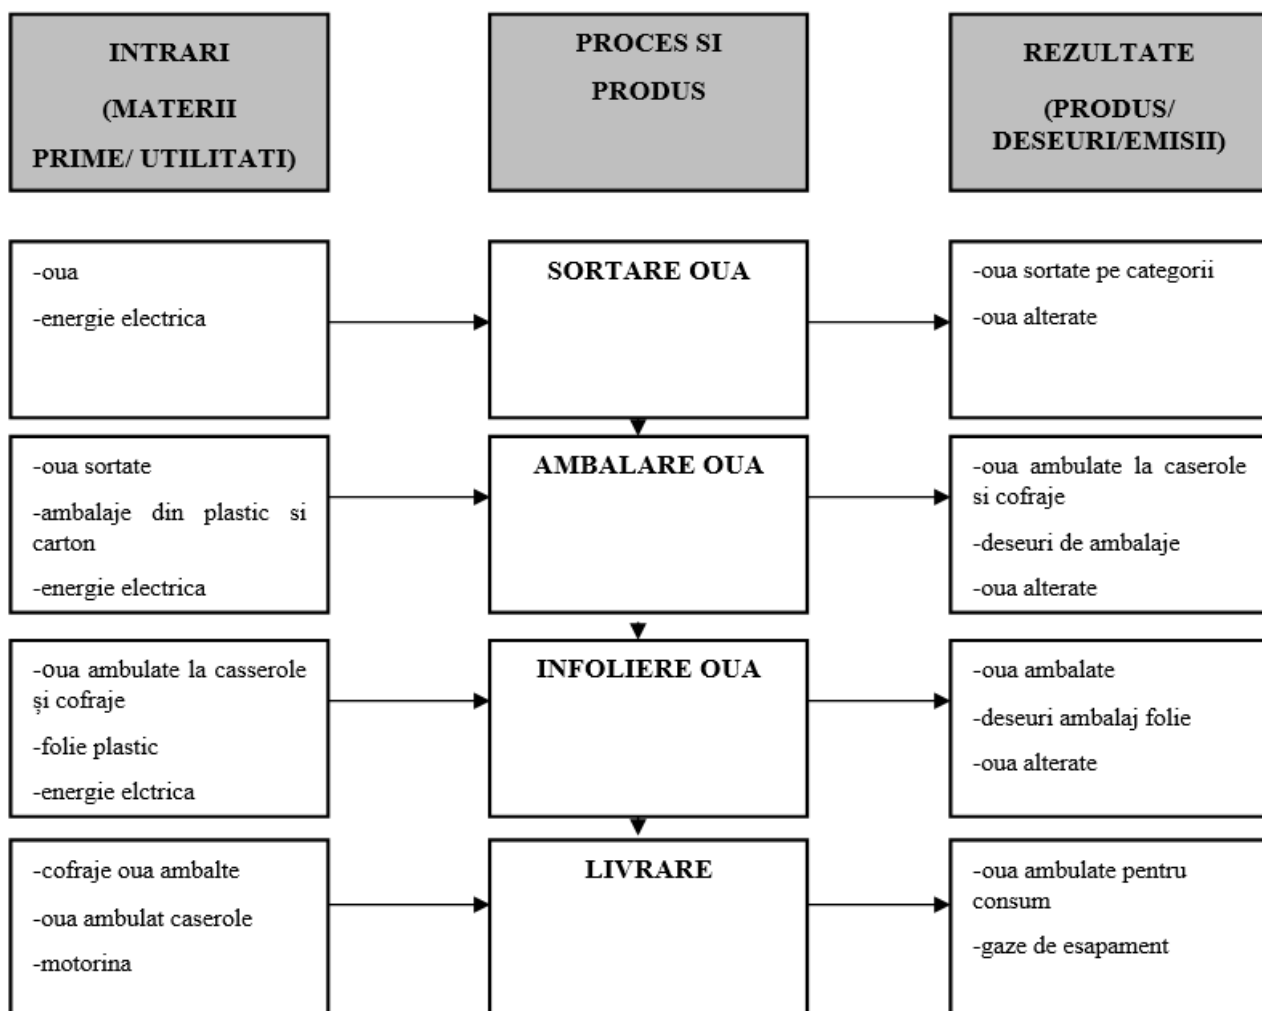 INTRARI
(MATERII
PRIME/ UTILITATI)
PROCES SI
PRODUS
REZULTATE
(PRODUS/
DESEURI/EMISII)
-oua
-energie electrica
SORTARE OUA
-oua sortate pe categorii
-oua alterate
-oua sortate
-ambalaje din plastic si
carton
-energie electrica
AMBALARE OUA
-oua ambulate la caserole
si cofraje
-deseuri de ambalaje
-oua alterate
-oua ambulate la casserole
și cofraje
-folie plastic
-energie elctrica
INFOLIERE OUA
-oua ambalate
-deseuri ambalaj folie
-oua alterate
-cofraje oua ambalte
-oua ambulat caserole
-motorina
LIVRARE
-oua ambulate pentru
consum
-gaze de esapament